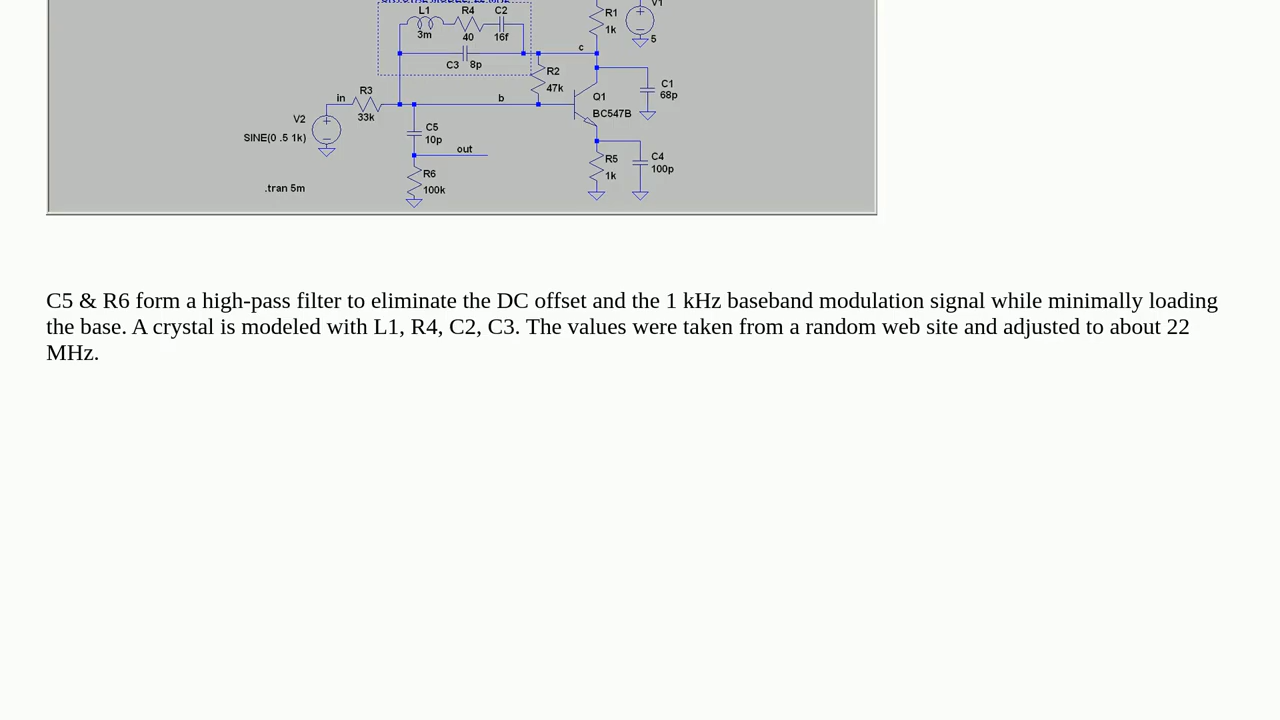 L1 R4 C2 R1 V1
3m 40 16f 1k 5
c
C3 8p R2 47k C1 68p
in R3 33k b Q1 BC547B
V2 SINE(0 .5 1k)
C5 10p out
R5 1k C4 100p
.tran 5m R6 100k
C5 & R6 form a high-pass filter to eliminate the DC offset and the 1 kHz baseband modulation signal while minimally loading
the base. A crystal is modeled with L1, R4, C2, C3. The values were taken from a random web site and adjusted to about 22
MHz.